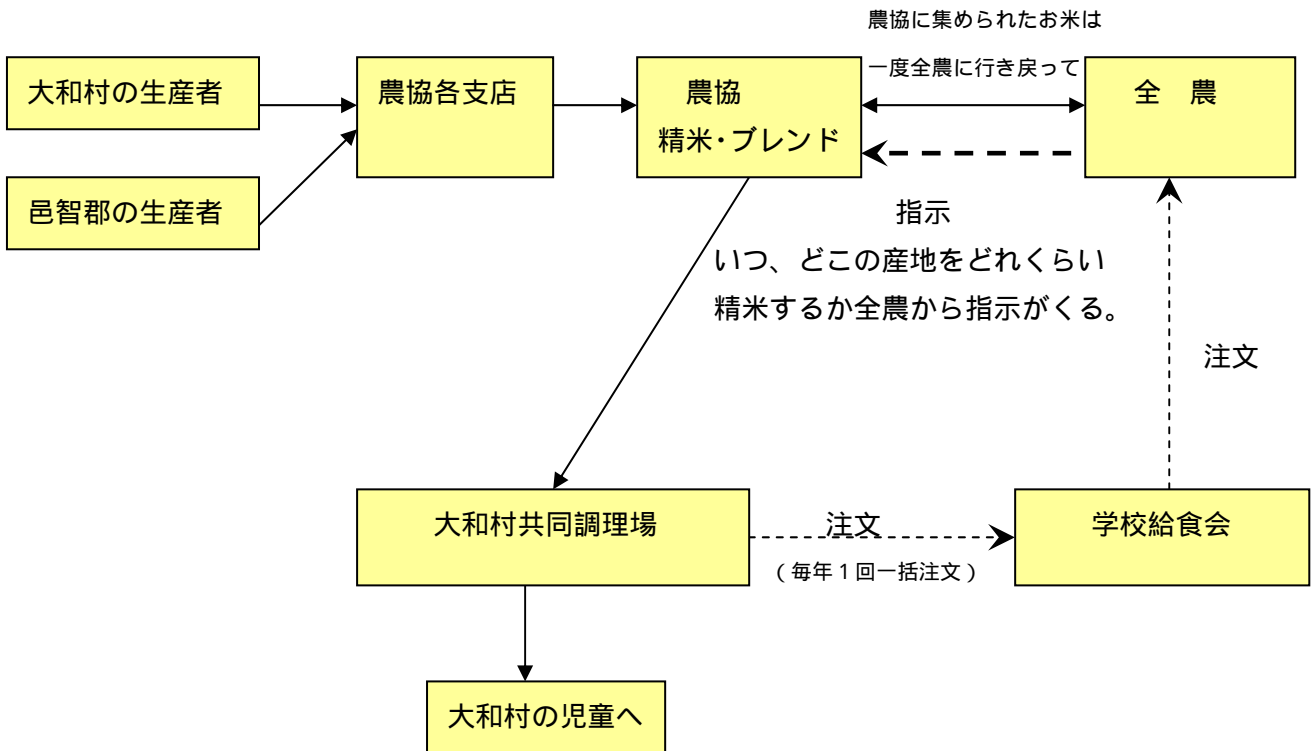 農協に集められたお米は
一度全農に行き戻って
大和村の生産者
農協各支店
農協
精米・ブレンド
全　農
邑智郡の生産者
指示
いつ、どこの産地をどれくらい
精米するか全農から指示がくる。
注文
大和村共同調理場
注文
（毎年１回一括注文）
学校給食会
大和村の児童へ